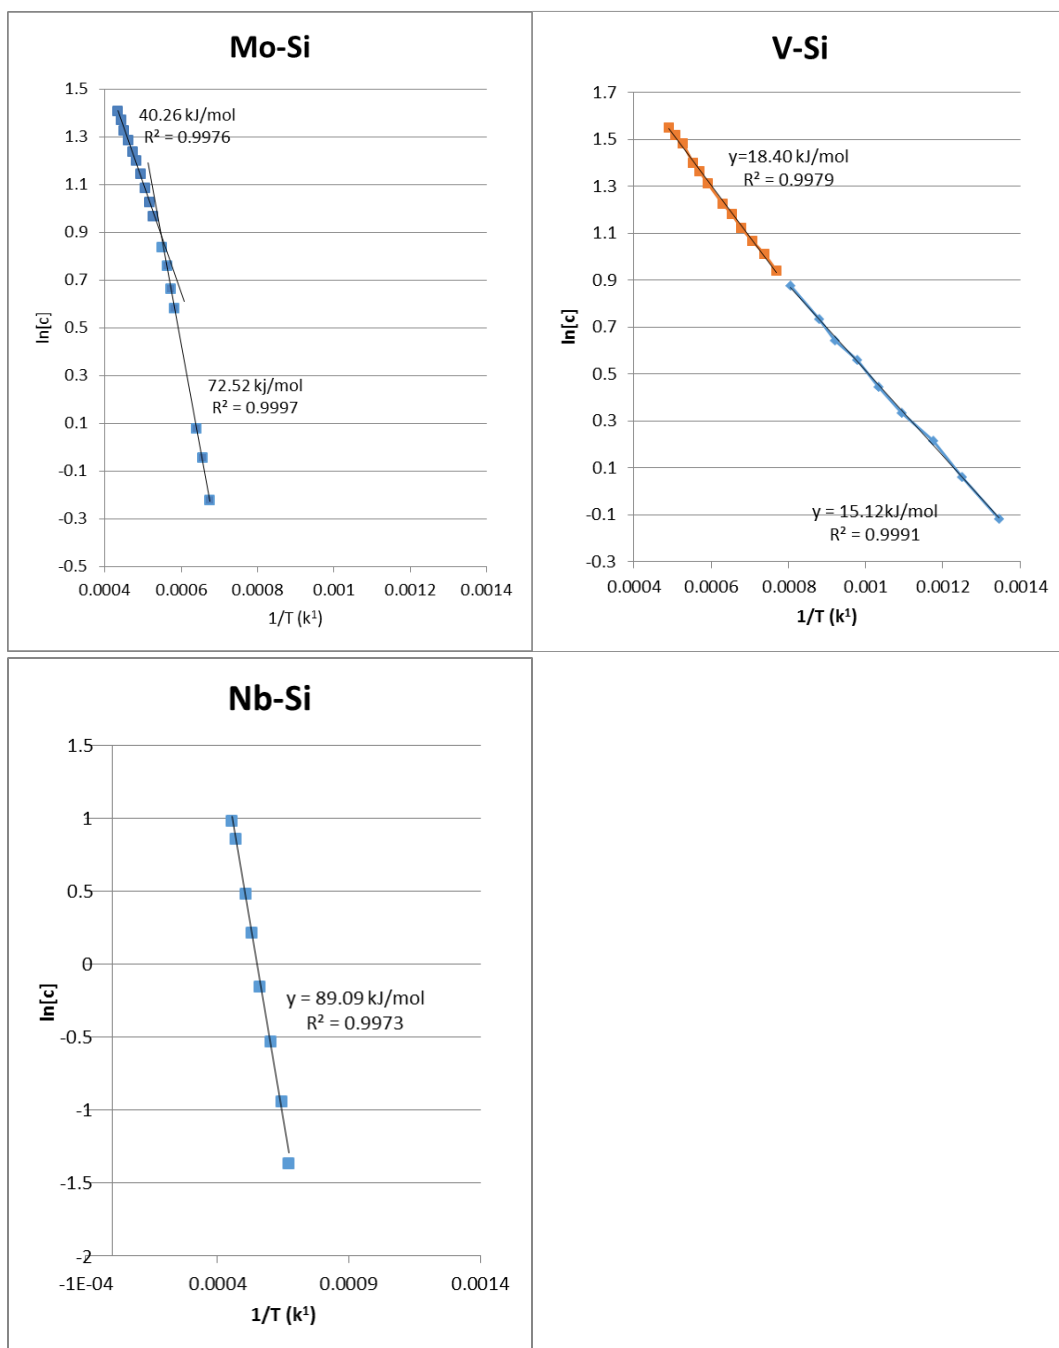 Mo-Si
1.5
1.3
1.1
0.9
0.7
0.5
0.3
0.1
-0.1
-0.3
-0.5
ln[c]
40.26 kJ/mol
R² = 0.9976
72.52 kj/mol
R² = 0.9997
0.0004 0.0006 0.0008 0.001 0.0012 0.0014
1/T (k¹)
V-Si
1.7
1.5
1.3
1.1
0.9
0.7
0.5
0.3
0.1
-0.1
-0.3
ln[c]
y=18.40 kJ/mol
R² = 0.9979
y = 15.12kJ/mol
R² = 0.9991
0.0004 0.0006 0.0008 0.001 0.0012 0.0014
1/T (k¹)
Nb-Si
1.5
1
0.5
0
-0.5
-1
-1.5
-2
ln[c]
y = 89.09 kJ/mol
R² = 0.9973
-1E-04 0.0004 0.0009 0.0014
1/T (k¹)